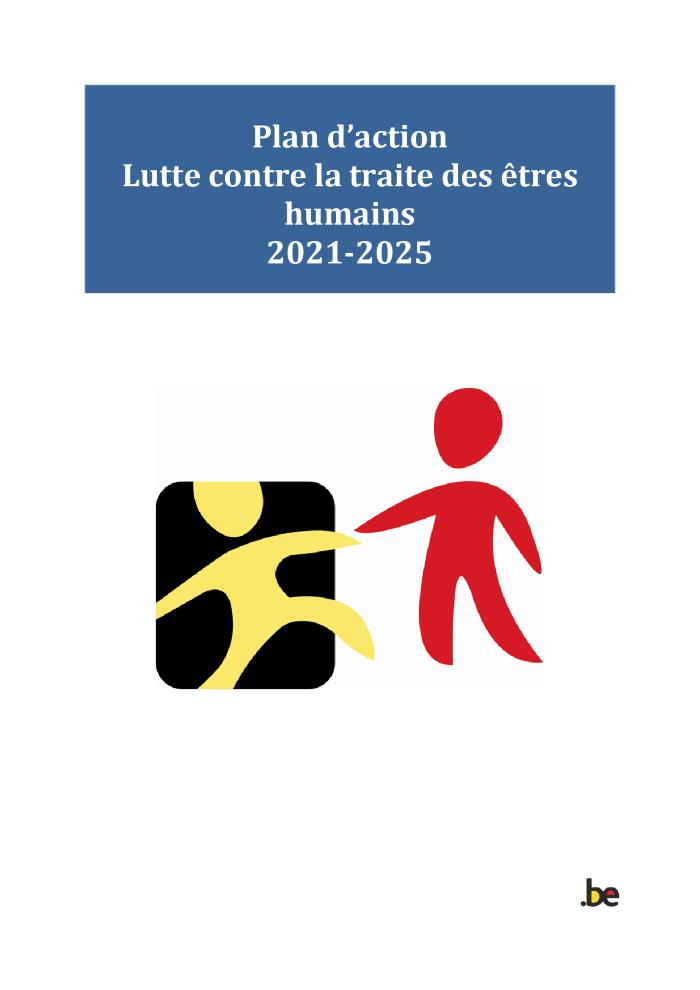 Plan d’action
Lutte contre la traite des êtres
humains
2021-2025
.be